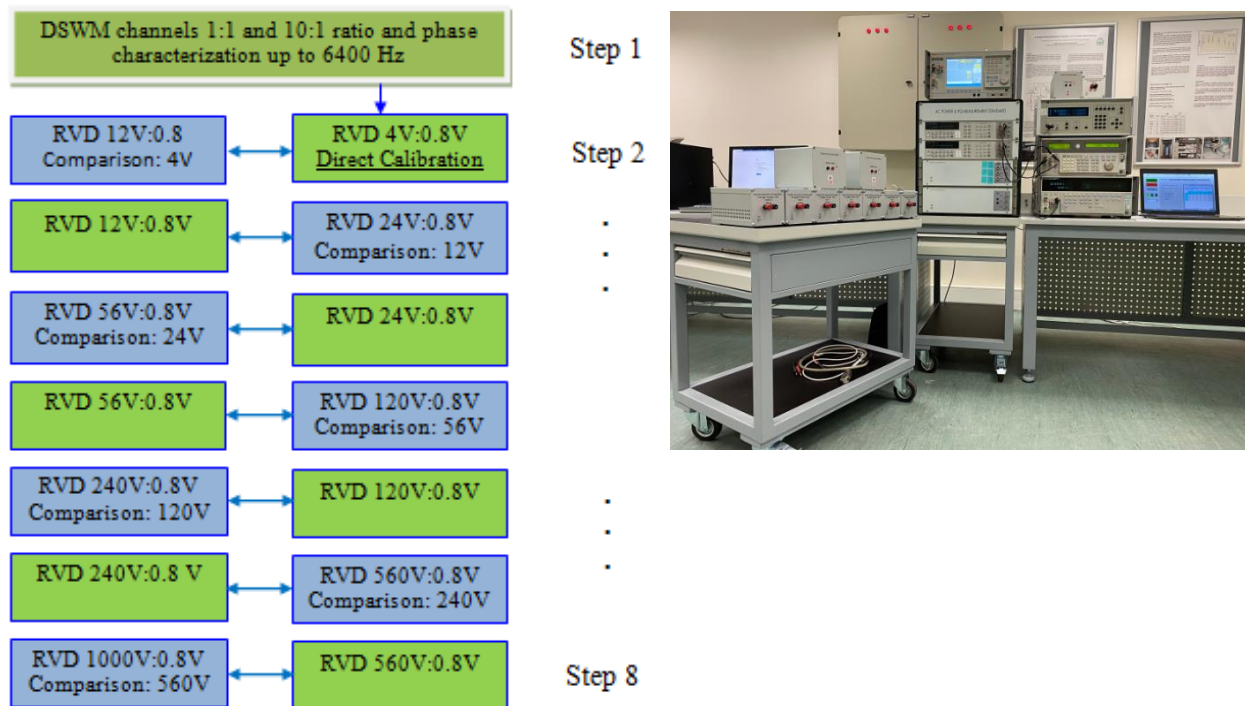 DSWM channels 1:1 and 10:1 ratio and phase
characterization up to 6400 Hz
Step 1
RVD 12V:0.8
Comparison: 4V
RVD 4V:0.8V
Direct Calibration
Step 2
RVD 12V:0.8V
RVD 24V:0.8V
Comparison: 12V
.
.
.
RVD 56V:0.8V
Comparison: 24V
RVD 24V:0.8V
RVD 56V:0.8V
RVD 120V:0.8V
Comparison: 56V
RVD 240V:0.8V
Comparison: 120V
RVD 120V:0.8V
.
.
.
RVD 240V:0.8 V
RVD 560V:0.8V
Comparison: 240V
RVD 1000V:0.8V
Comparison: 560V
RVD 560V:0.8V
Step 8